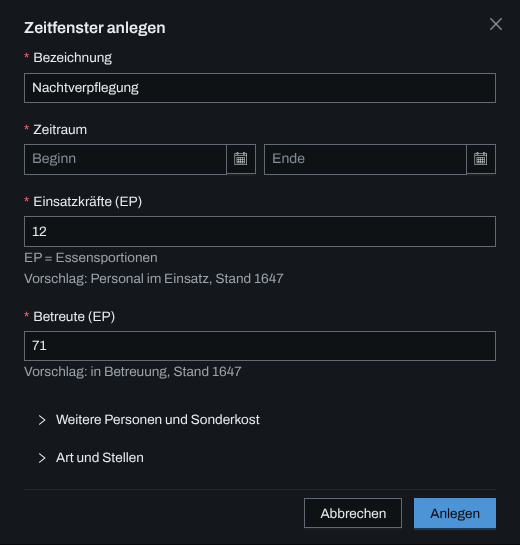 Zeitfenster anlegen
* Bezeichnung
Nachtverpflegung
* Zeitraum
Beginn
Ende
* Einsatzkräfte (EP)
12
EP = Essensportionen
Vorschlag: Personal im Einsatz, Stand 1647
* Betreute (EP)
71
Vorschlag: in Betreuung, Stand 1647
Weitere Personen und Sonderkost
Art und Stellen
Abbrechen
Anlegen